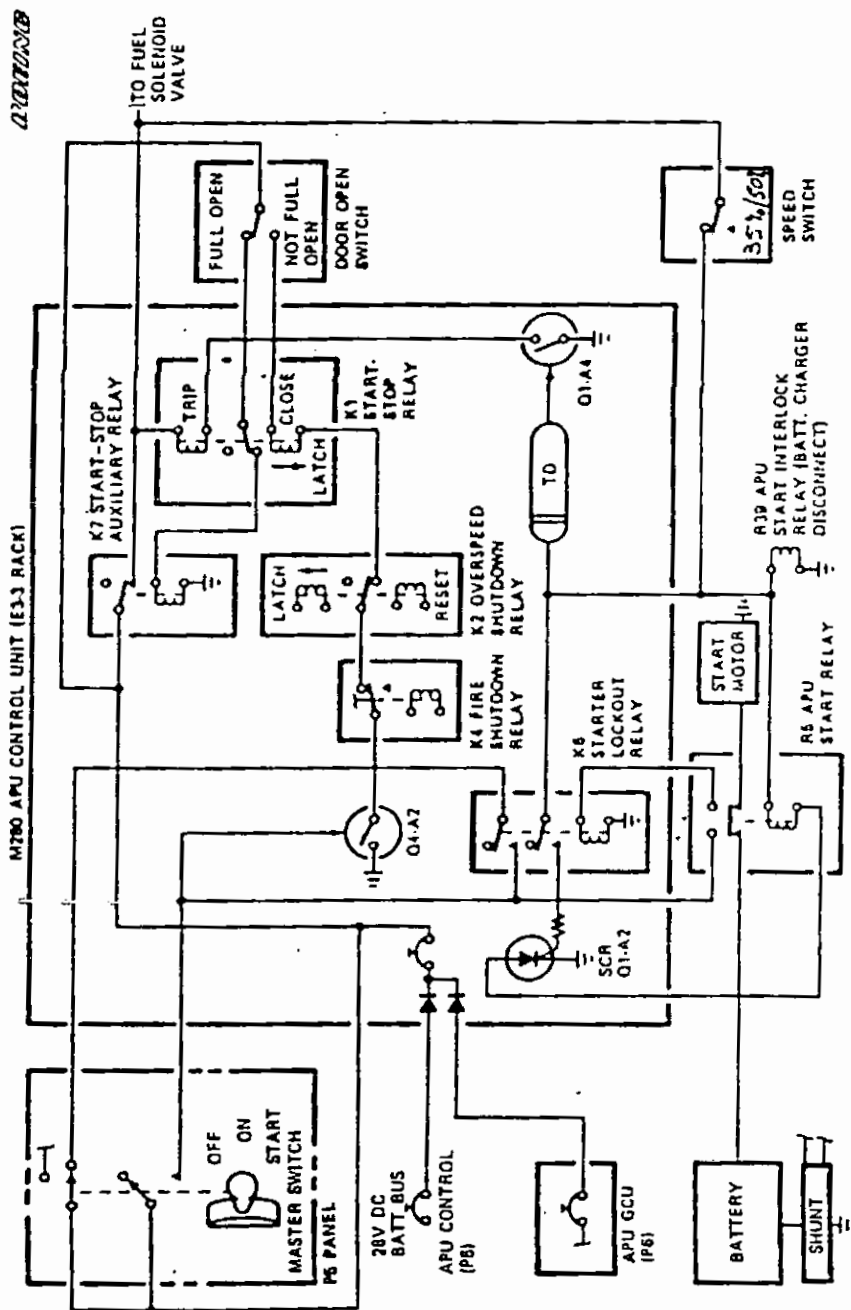 M280 APU CONTROL UNIT (E3-3 RACK)
TO FUEL
SOLENOID
VALVE
FULL OPEN
NOT FULL
OPEN
DOOR OPEN
SWITCH
35%/50%
SPEED
SWITCH
K7 START-STOP
AUXILIARY RELAY
TRIP
CLOSE
LATCH
K1
START-
STOP
RELAY
Q1-A4
TD
LATCH
RESET
K2 OVERSPEED
SHUTDOWN
RELAY
K4 FIRE
SHUTDOWN
RELAY
Q4-A2
STARTER
LOCKOUT
RELAY
R39 APU
START INTERLOCK
RELAY (BATT. CHARGER
DISCONNECT)
START
MOTOR
APU
START RELAY
SCR
Q1-A2
OFF
ON
START
MASTER SWITCH
P5 PANEL
28V DC
BATT BUS
APU CONTROL
(P6)
APU GCU
(P6)
BATTERY
SHUNT